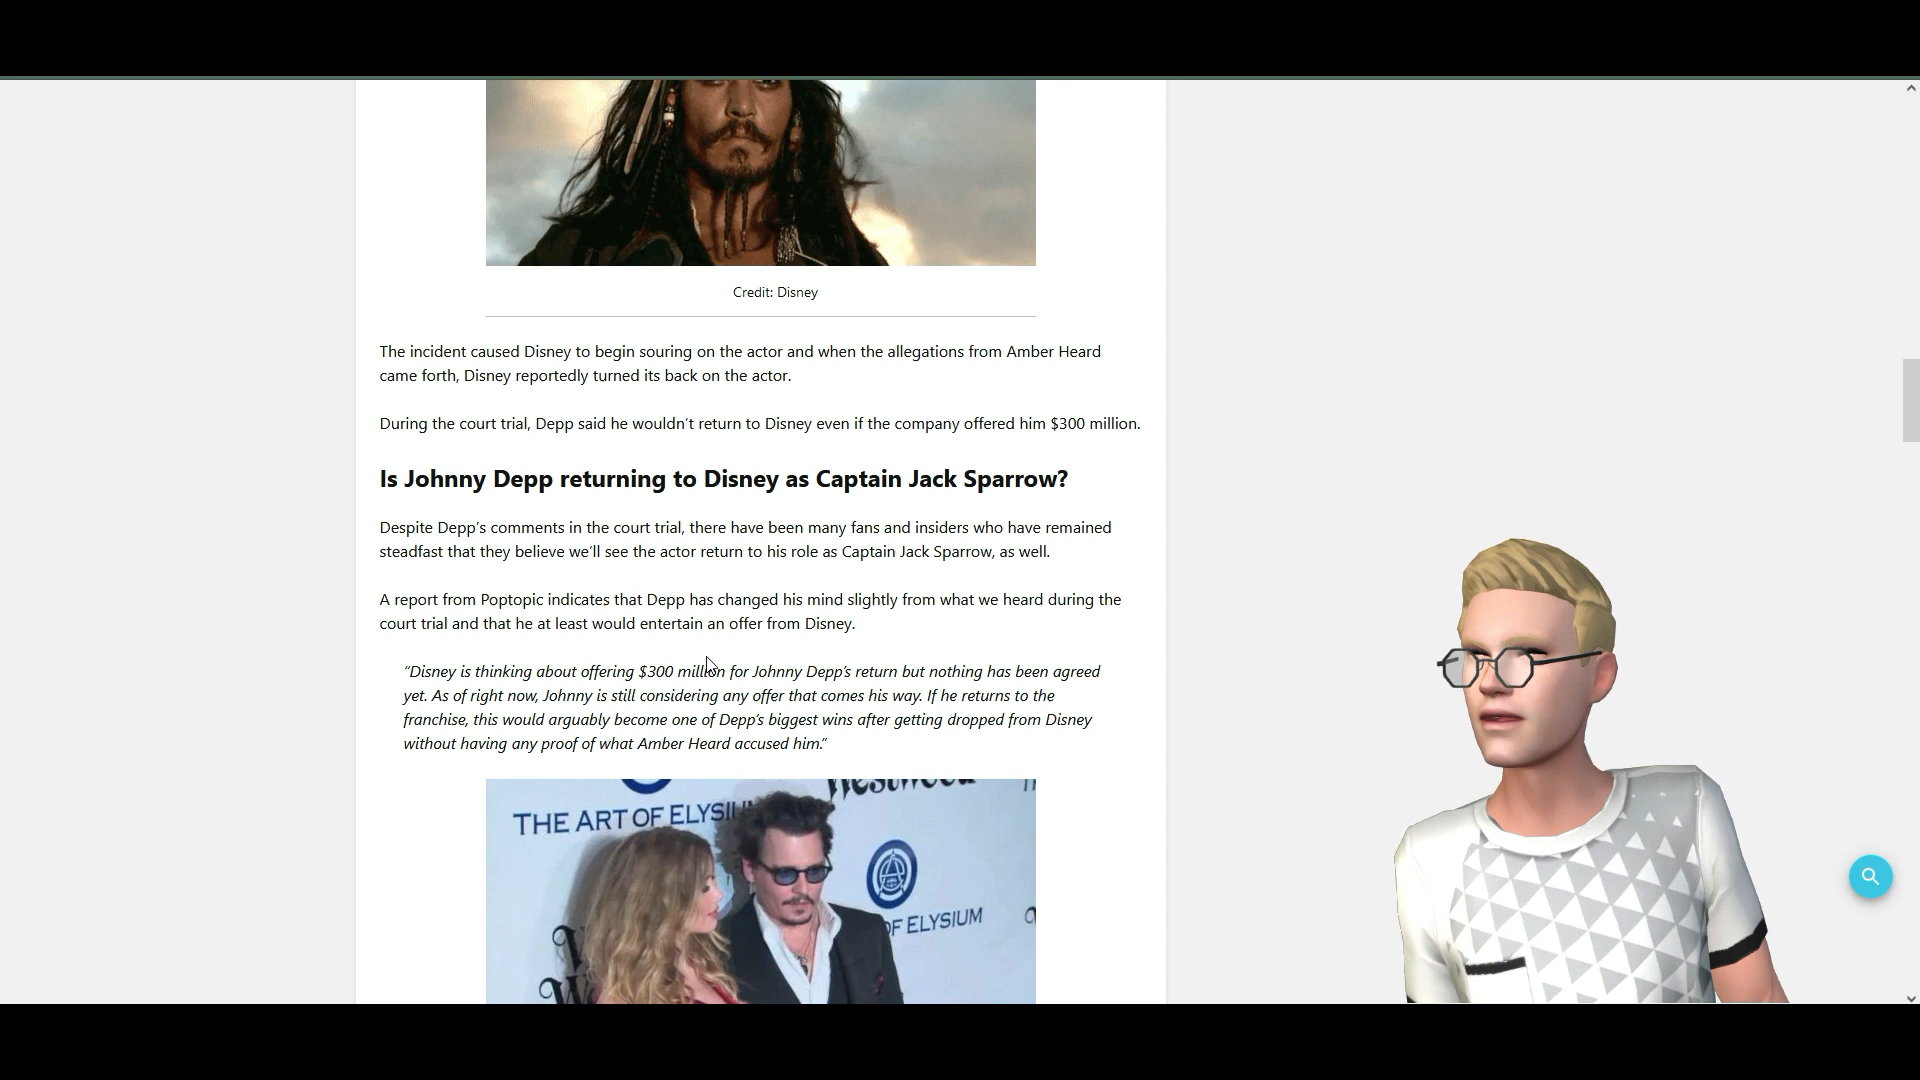 Credit: Disney
The incident caused Disney to begin souring on the actor and when the allegations from Amber Heard
came forth, Disney reportedly turned its back on the actor.
During the court trial, Depp said he wouldn’t return to Disney even if the company offered him $300 million.
Is Johnny Depp returning to Disney as Captain Jack Sparrow?
Despite Depp’s comments in the court trial, there have been many fans and insiders who have remained
steadfast that they believe we’ll see the actor return to his role as Captain Jack Sparrow, as well.
A report from Poptopic indicates that Depp has changed his mind slightly from what we heard during the
court trial and that he at least would entertain an offer from Disney.
“Disney is thinking about offering $300 million for Johnny Depp’s return but nothing has been agreed
yet. As of right now, Johnny is still considering any offer that comes his way. If he returns to the
franchise, this would arguably become one of Depp’s biggest wins after getting dropped from Disney
without having any proof of what Amber Heard accused him.”
Westwood
THE ART OF ELYSIU
OF ELYSIUM